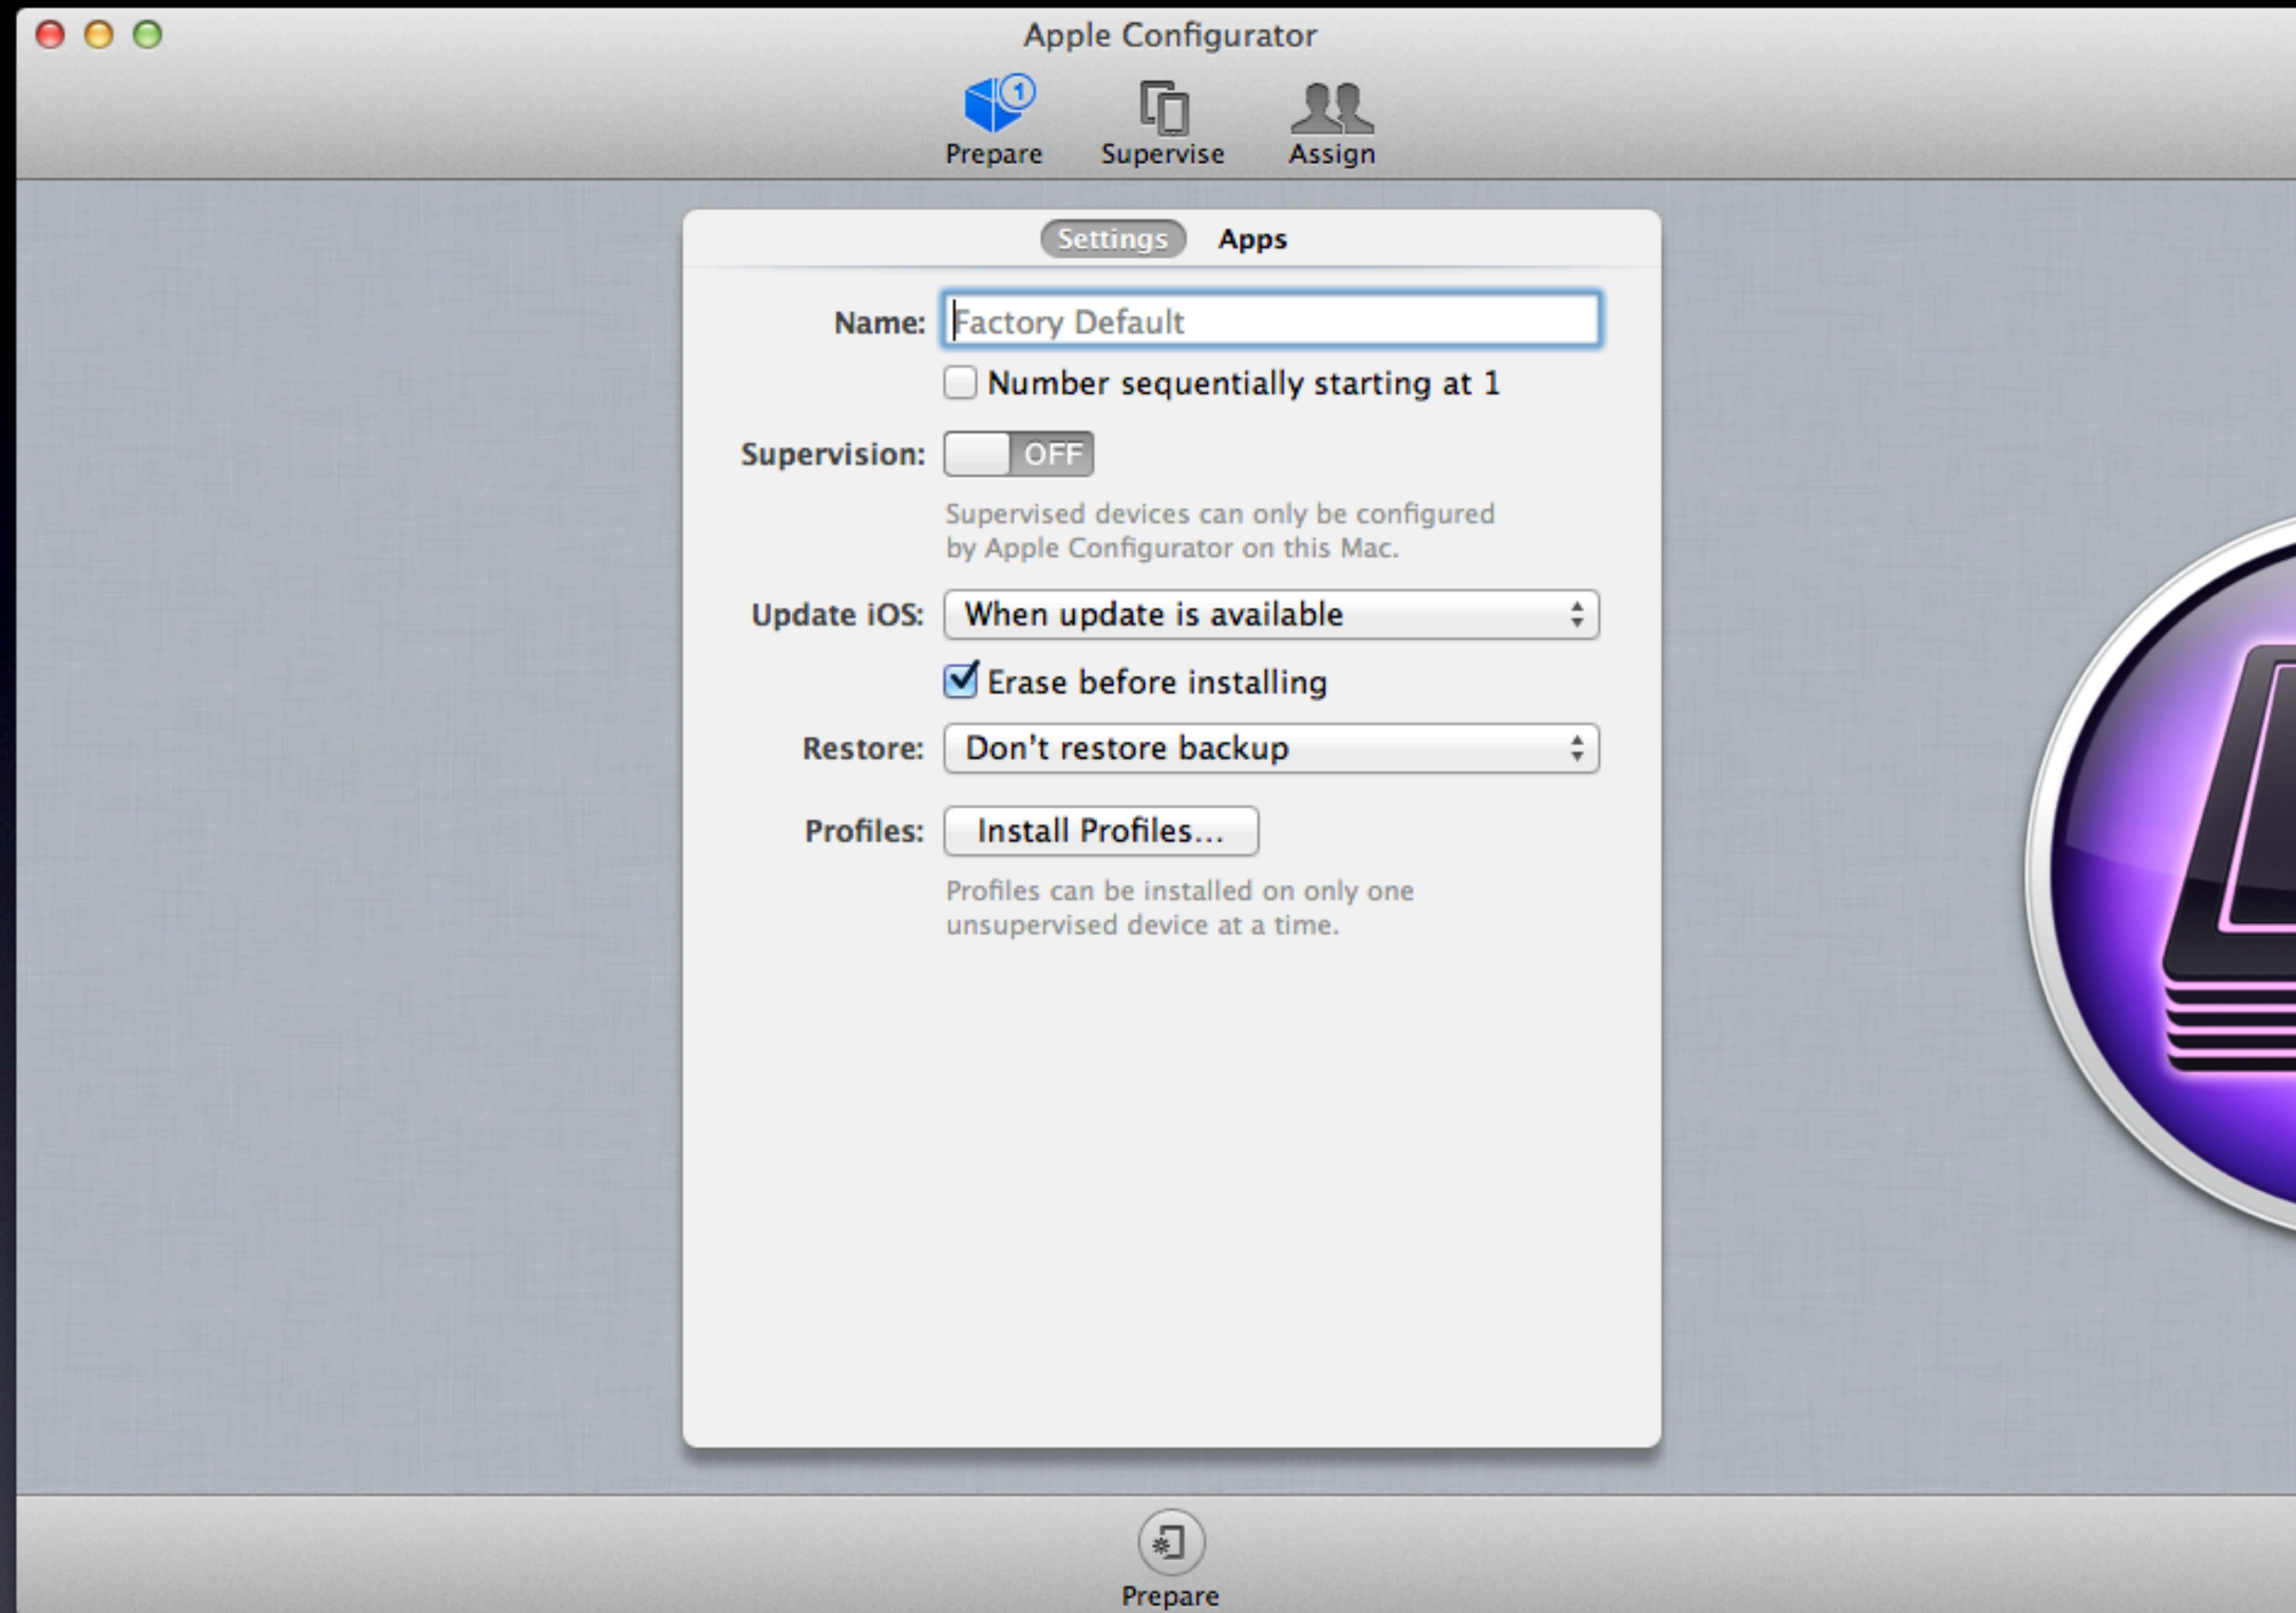 Apple Configurator
1
Prepare Supervise Assign
Settings Apps
Name: Factory Default
Number sequentially starting at 1
Supervision: OFF
Supervised devices can only be configured
by Apple Configurator on this Mac.
Update iOS: When update is available
Erase before installing
Restore: Don't restore backup
Profiles: Install Profiles...
Profiles can be installed on only one
unsupervised device at a time.
Prepare